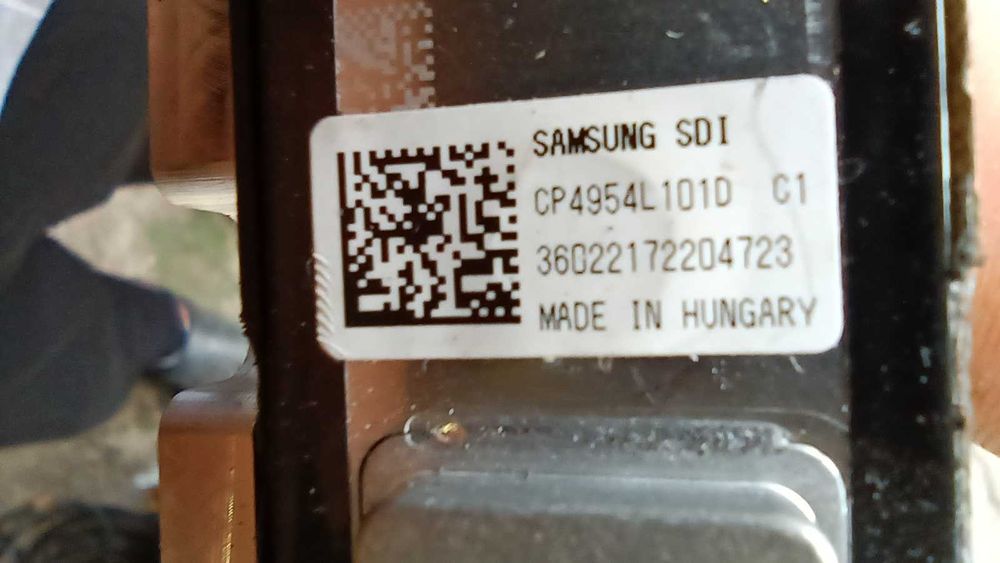 SAMSUNG SDI
CP4954L101D C1
36022172204723
MADE IN HUNGARY